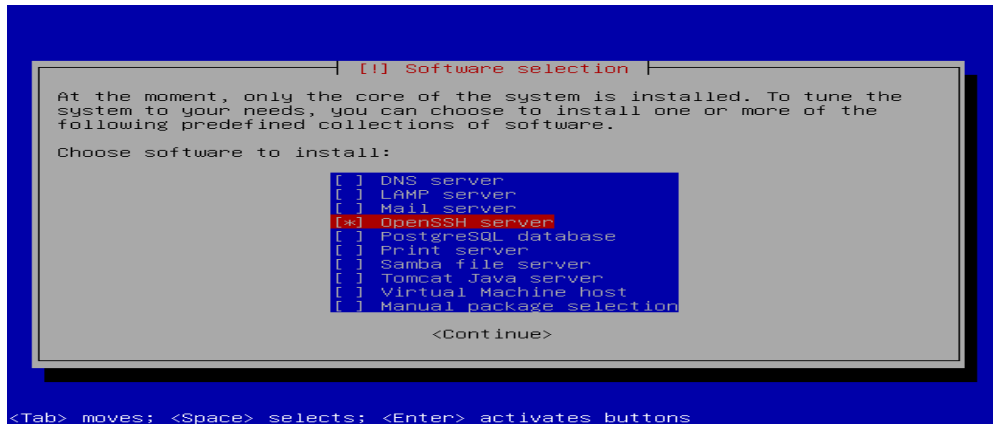 [!] Software selection
At the moment, only the core of the system is installed. To tune the
system to your needs, you can choose to install one or more of the
following predefined collections of software.
Choose software to install:
[ ] DNS server
[ ] LAMP server
[ ] Mail server
[*] OpenSSH server
[ ] PostgreSQL database
[ ] Print server
[ ] Samba file server
[ ] Tomcat Java server
[ ] Virtual Machine host
[ ] Manual package selection
<Continue>
<Tab> moves; <Space> selects; <Enter> activates buttons